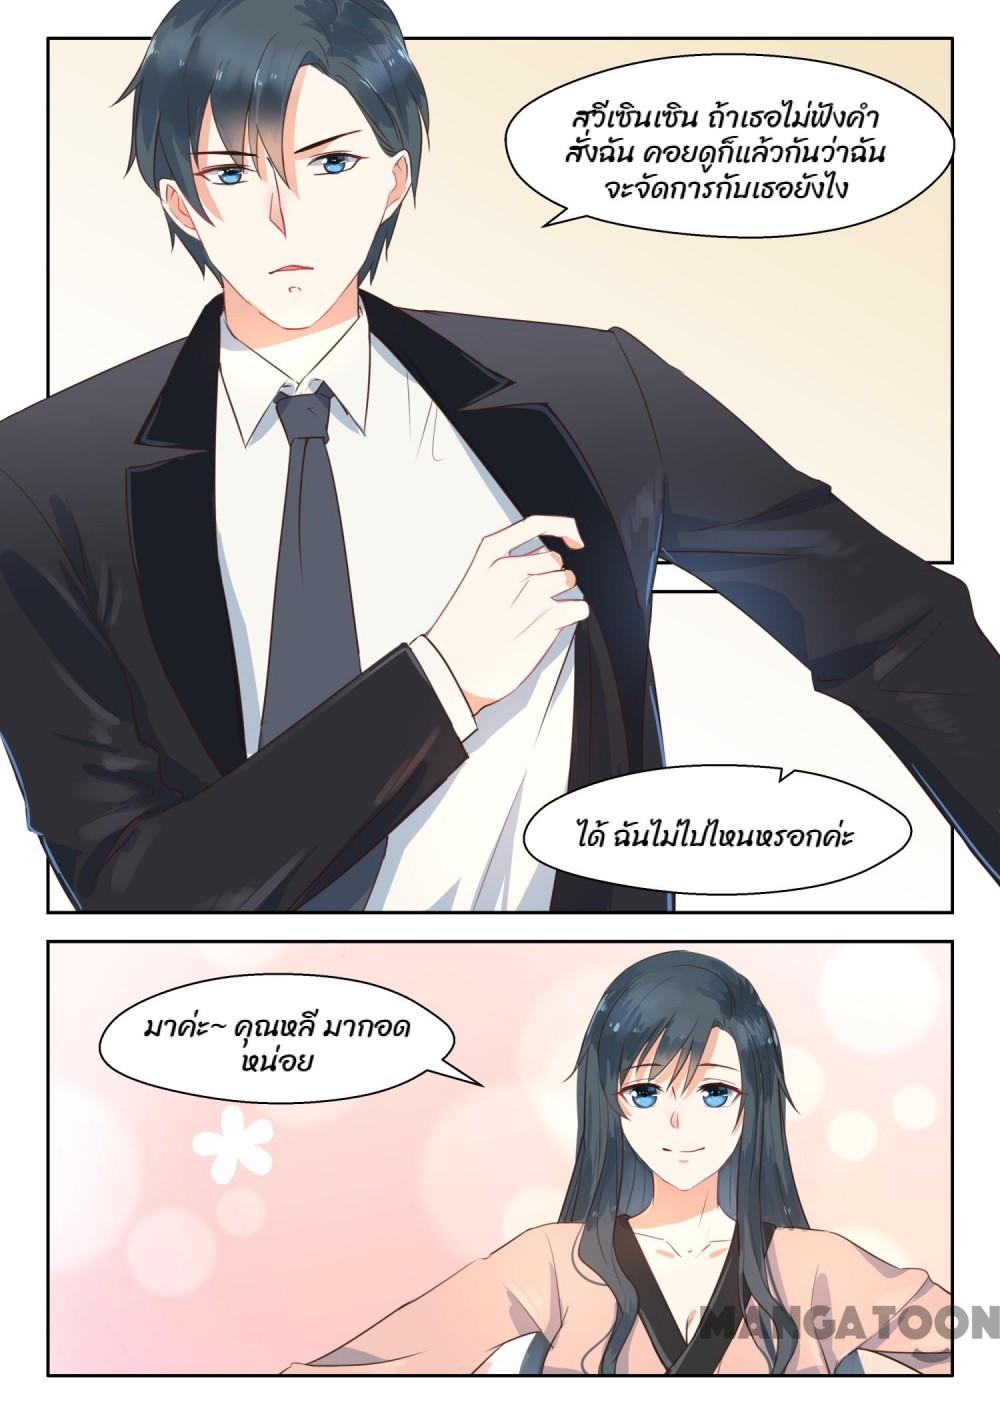 สวีเซินเซิน ถ้าเธอไม่ฟังคำ
สั่งฉัน คอยดูก็แล้วกันว่าฉัน
จะจัดการกับเธอยังไง
ได้ ฉันไม่ไปไหนหรอกค่ะ
มาค่ะ~ คุณหลี มากอด
หน่อย
MANGATOON